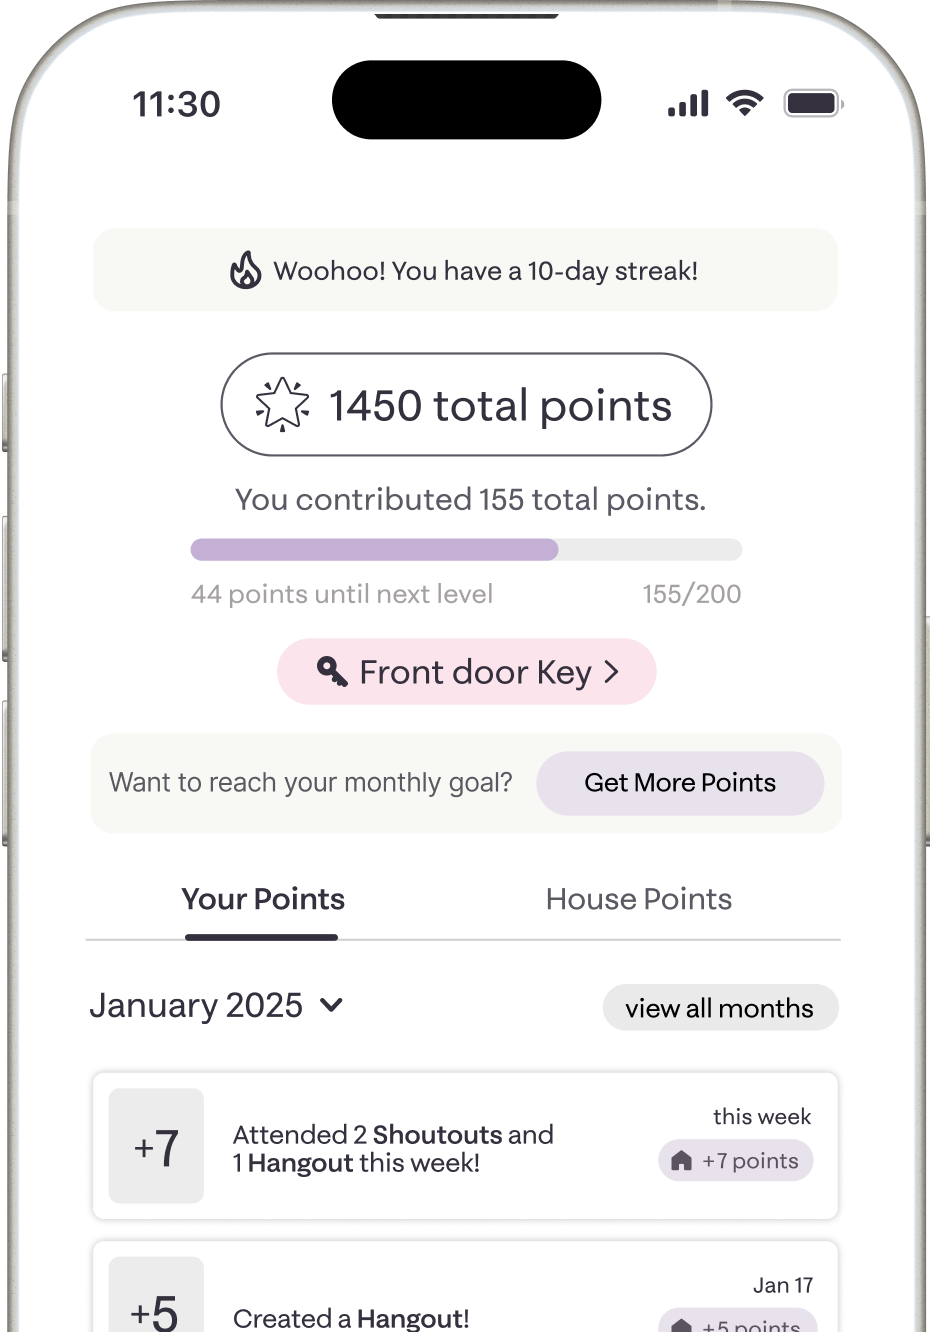 11:30
Woohoo! You have a 10-day streak!
1450 total points
You contributed 155 total points.
44 points until next level 155/200
Front door Key >
Want to reach your monthly goal? Get More Points
Your Points House Points
January 2025 view all months
this week
+7 Attended 2 Shoutouts and
1 Hangout this week!
+7 points
Jan 17
+5 Created a Hangout!
+5 points